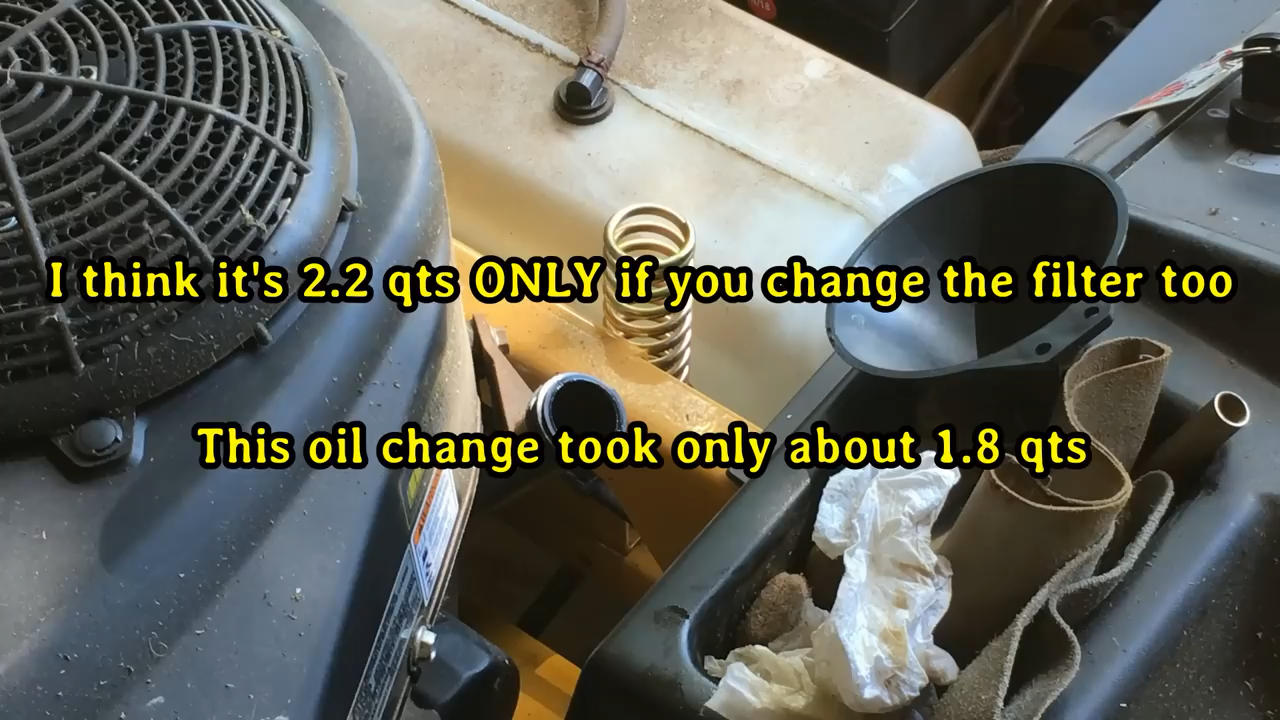 I think it's 2.2 qts ONLY if you change the filter too
This oil change took only about 1.8 qts